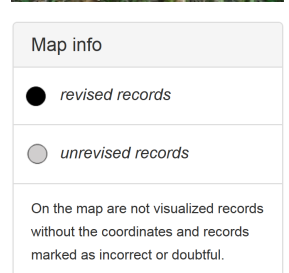 Map info
revised records
unrevised records
On the map are not visualized records
without the coordinates and records
marked as incorrect or doubtful.